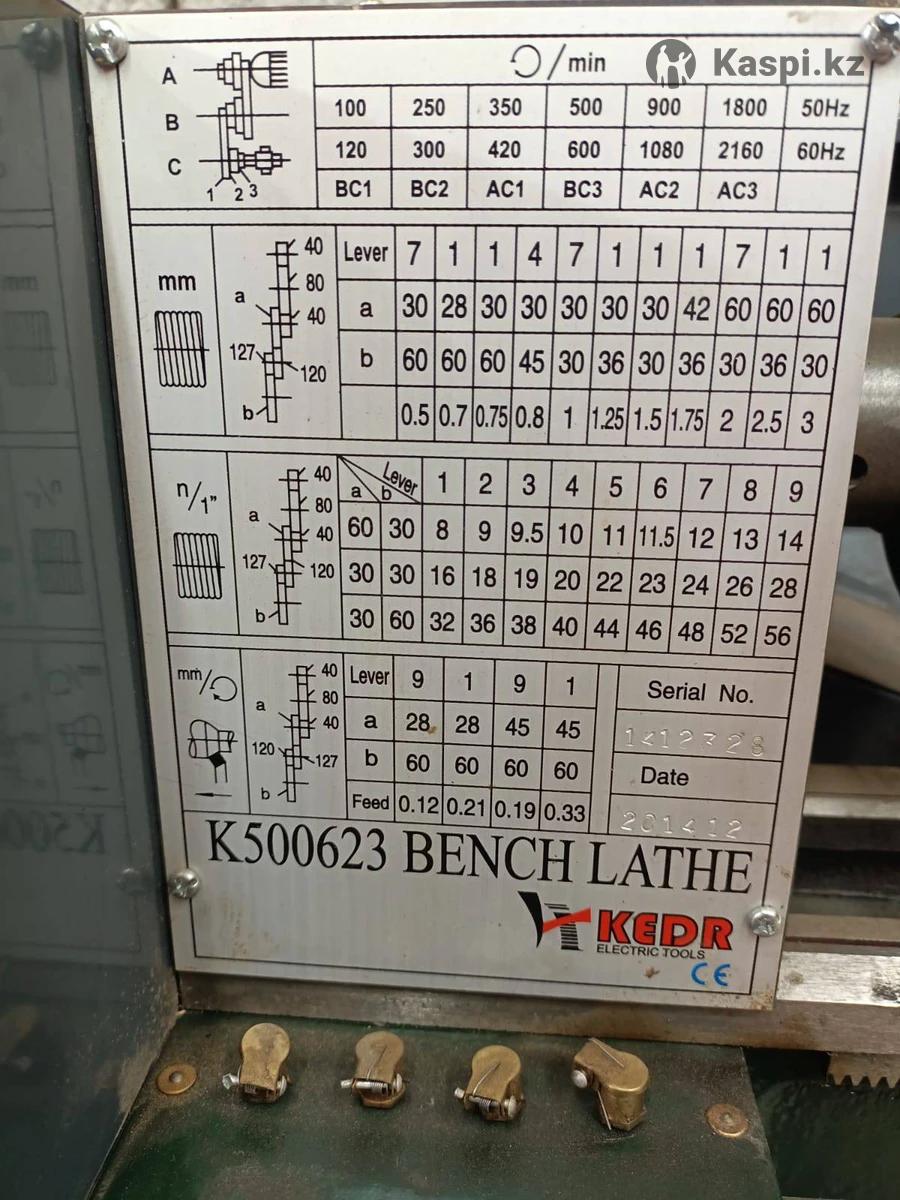 Kaspi.kz
A
B
C
1 2 3
/min
100 250 350 500 900 1800 50Hz
120 300 420 600 1080 2160 60Hz
BC1 BC2 AC1 BC3 AC2 AC3
mm
40
80
a 40
127 120
b
Lever 7 1 1 4 7 1 1 1 7 1 1
a 30 28 30 30 30 30 30 42 60 60 60
b 60 60 60 45 30 36 30 36 30 36 30
0.5 0.7 0.75 0.8 1 1.25 1.5 1.75 2 2.5 3
n/1"
40
80
a 40
127 120
b
Lever 1 2 3 4 5 6 7 8 9
a b
60 30 8 9 9.5 10 11 11.5 12 13 14
30 30 16 18 19 20 22 23 24 26 28
30 60 32 36 38 40 44 46 48 52 56
mm/
40
80
a 40
120 127
b
Lever 9 1 9 1
a 28 28 45 45
b 60 60 60 60
Feed 0.12 0.21 0.19 0.33
Serial No.
Date
201412
K500623 BENCH LATHE
KEDR
ELECTRIC TOOLS
CE